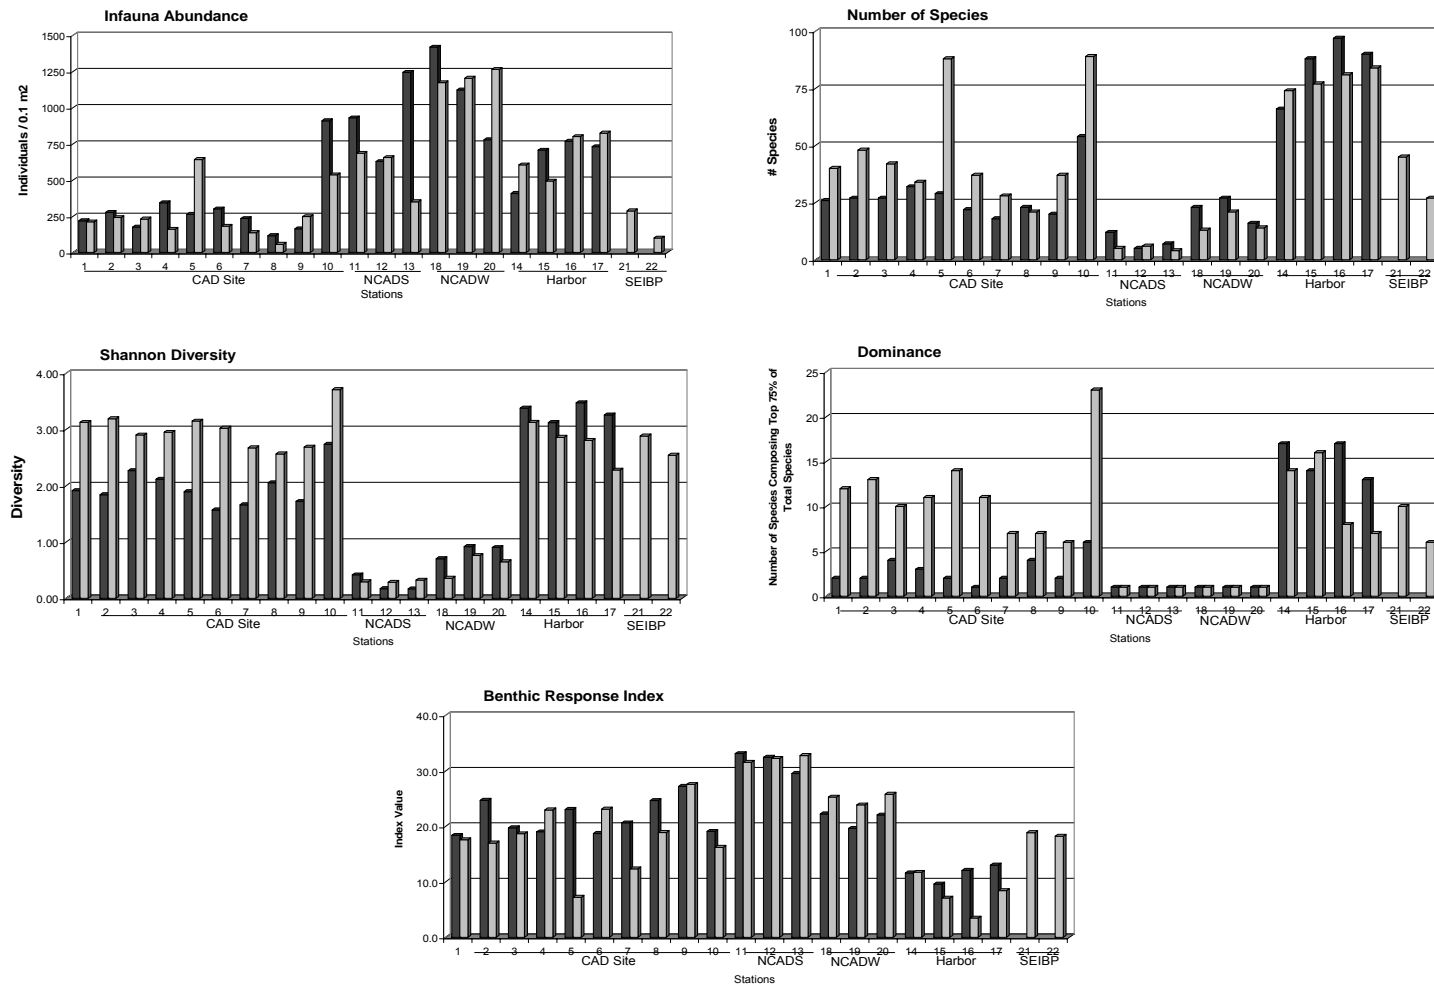 Infauna Abundance
Individuals / 0.1 m2
1500
1250
1000
750
500
250
0
1 2 3 4 5 6 7 8 9 10 11 12 13 18 19 20 14 15 16 17 21 22
CAD Site NCADS NCADW Harbor SEIBP
Stations
Number of Species
# Species
100
75
50
25
0
1 2 3 4 5 6 7 8 9 10 11 12 13 18 19 20 14 15 16 17 21 22
CAD Site NCADS NCADW Harbor SEIBP
Stations
Shannon Diversity
Diversity
4.00
3.00
2.00
1.00
0.00
1 2 3 4 5 6 7 8 9 10 11 12 13 18 19 20 14 15 16 17 21 22
CAD Site NCADS NCADW Harbor SEIBP
Stations
Dominance
Number of Species Composing Top 75% of
Total Species
25
20
15
10
5
0
1 2 3 4 5 6 7 8 9 10 11 12 13 18 19 20 14 15 16 17 21 22
CAD Site NCADS NCADW Harbor SEIBP
Stations
Benthic Response Index
Index Value
40.0
30.0
20.0
10.0
0.0
1 2 3 4 5 6 7 8 9 10 11 12 13 18 19 20 14 15 16 17 21 22
CAD Site NCADS NCADW Harbor SEIBP
Stations